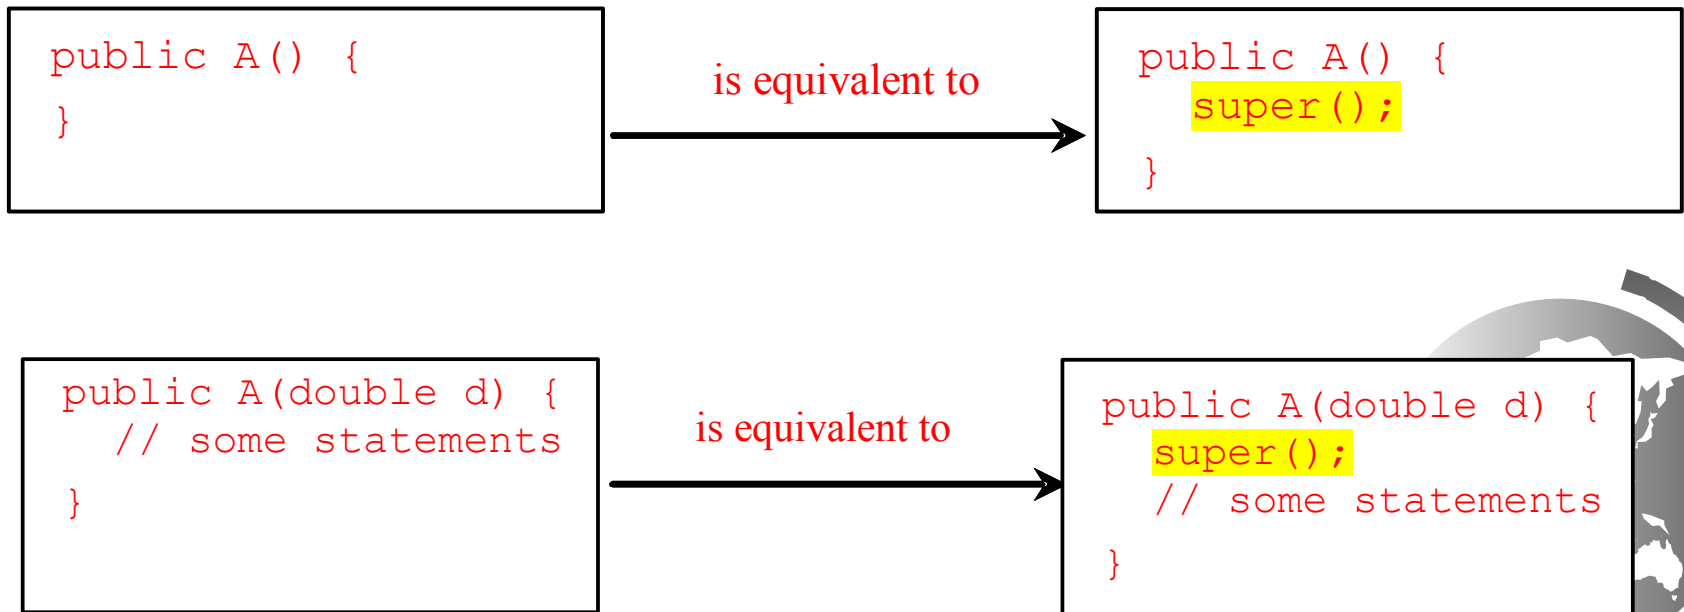 public A() {
}
is equivalent to
public A() {
super();
}
public A(double d) {
// some statements
}
is equivalent to
public A(double d) {
super();
// some statements
}